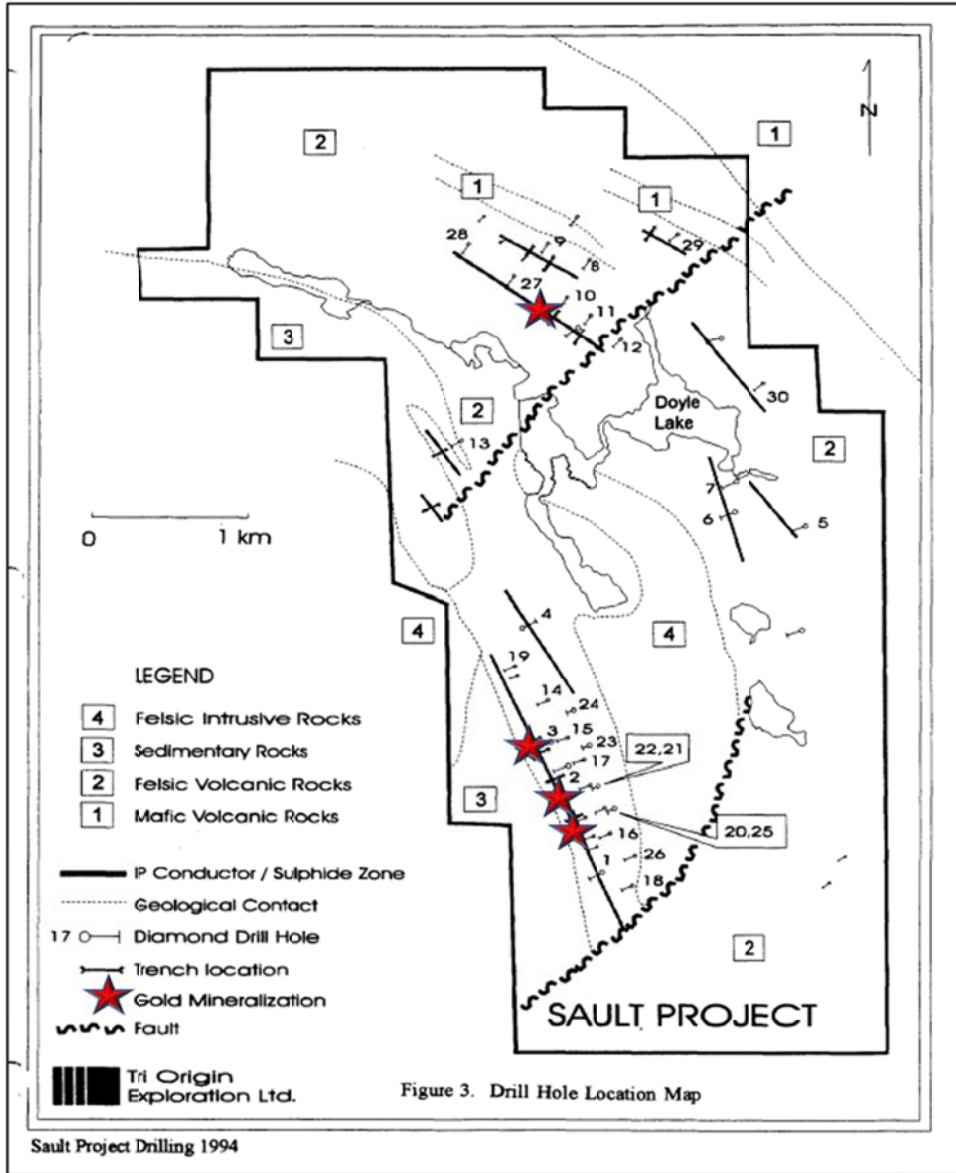 N
2
1
1
1
28
9
29
8
27
10
11
12
3
2
13
Doyle
Lake
30
2
7
6
5
0 1 km
4
4
4
19
14
24
3
15
23
17
22,21
2
3
20,25
16
1
26
18
2
LEGEND
4 Felsic Intrusive Rocks
3 Sedimentary Rocks
2 Felsic Volcanic Rocks
1 Mafic Volcanic Rocks
IP Conductor / Sulphide Zone
Geological Contact
17 Diamond Drill Hole
Trench location
Gold Mineralization
Fault
SAULT PROJECT
Tri Origin
Exploration Ltd.
Figure 3. Drill Hole Location Map
Sault Project Drilling 1994